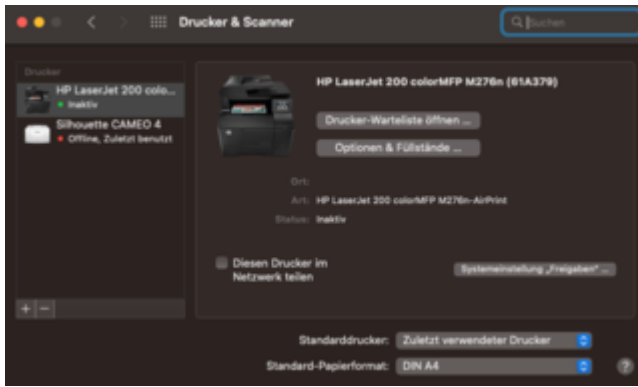 Drucker & Scanner
Suchen
Drucker
HP LaserJet 200 colo...
Inaktiv
Silhouette CAMEO 4
Offline, Zuletzt benutzt
HP LaserJet 200 colorMFP M276n (61A379)
Drucker-Warteliste öffnen ...
Optionen & Füllstände ...
Ort:
Art: HP LaserJet 200 colorMFP M276n-AirPrint
Status: Inaktiv
Diesen Drucker im
Netzwerk teilen
Systemeinstellung „Freigaben“ ...
+ −
Standarddrucker: Zuletzt verwendeter Drucker
Standard-Papierformat: DIN A4
?